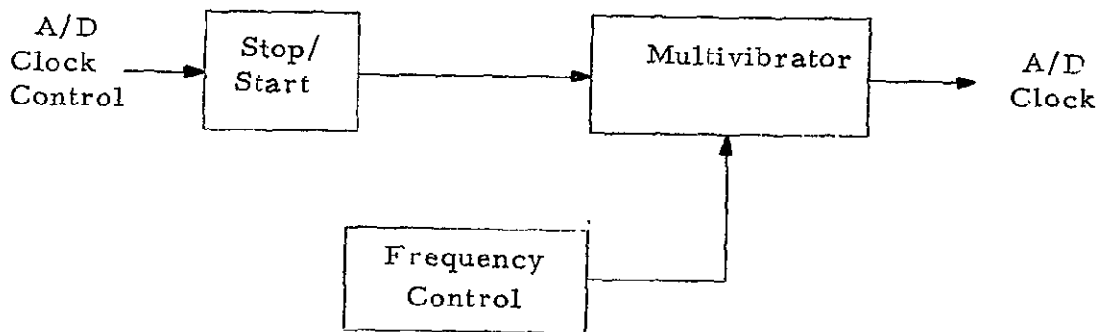 A/D
Clock
Control
Stop/
Start
Multivibrator
A/D
Clock
Frequency
Control